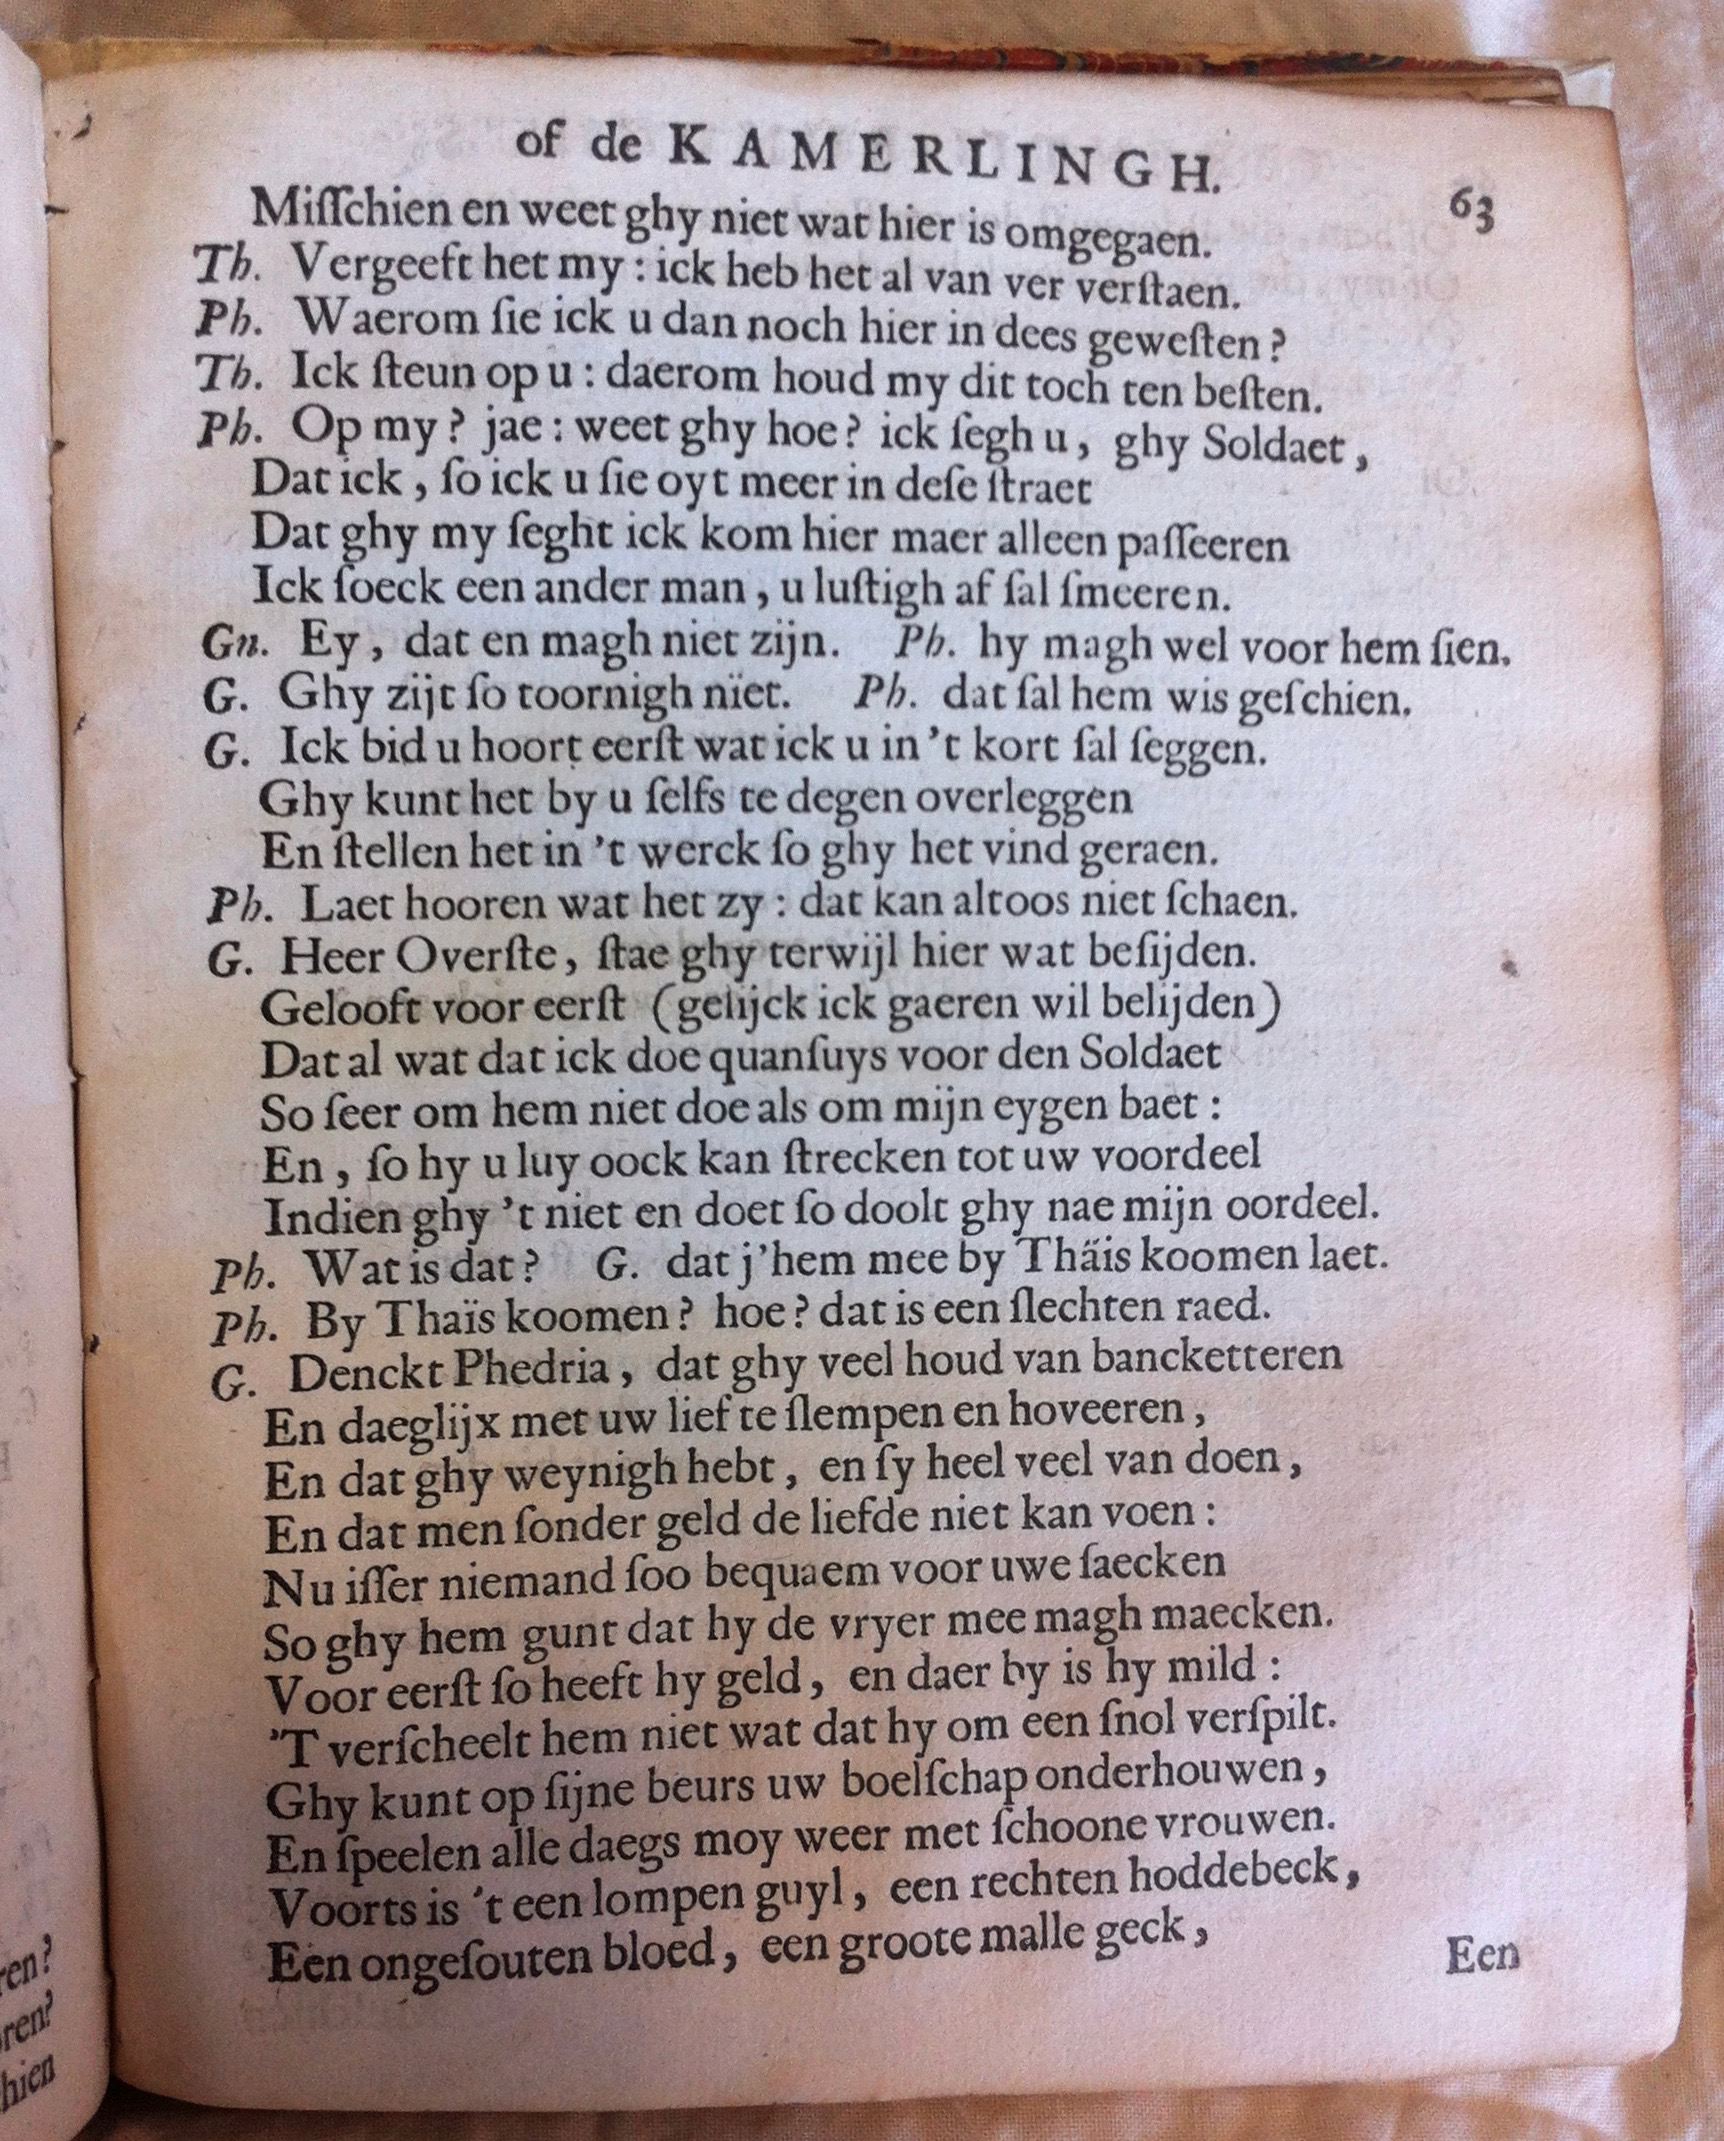 of de KAMERLINGH.
63
Miſſchien en weet ghy niet wat hier is omgegaen.
Th. Vergeeft het my : ick heb het al van ver verſtaen.
Ph. Waerom ſie ick u dan noch hier in dees geweſten ?
Th. Ick ſteun op u : daerom houd my dit toch ten beſten.
Ph. Op my ? jae : weet ghy hoe ? ick ſegh u, ghy Soldaet,
Dat ick, ſo ick u ſie oyt meer in deſe ſtraet
Dat ghy my ſeght ick kom hier maer alleen paſſeeren
Ick ſoeck een ander man, u luſtigh af ſal ſmeeren.
Gn. Ey, dat en magh niet zijn. Ph. hy magh wel voor hem ſien.
G. Ghy zijt ſo toornigh nïet. Ph. dat ſal hem wis geſchien.
G. Ick bid u hoort eerſt wat ick u in 't kort ſal ſeggen.
Ghy kunt het by u ſelfs te degen overleggen
En ſtellen het in 't werck ſo ghy het vind geraen.
Ph. Laet hooren wat het zy : dat kan altoos niet ſchaen.
G. Heer Overſte, ſtae ghy terwijl hier wat beſijden.
Gelooft voor eerſt (gelijck ick gaeren wil belijden)
Dat al wat dat ick doe quanſuys voor den Soldaet
So ſeer om hem niet doe als om mijn eygen baet :
En, ſo hy u luy oock kan ſtrecken tot uw voordeel
Indien ghy 't niet en doet ſo doolt ghy nae mijn oordeel.
Ph. Wat is dat ? G. dat j'hem mee by Thäis koomen laet.
Ph. By Thaïs koomen ? hoe ? dat is een ſlechten raed.
G. Denckt Phedria, dat ghy veel houd van bancketteren
En daeglijx met uw lief te ſlempen en hoveeren,
En dat ghy weynigh hebt, en ſy heel veel van doen,
En dat men ſonder geld de liefde niet kan voen :
Nu iſſer niemand ſoo bequaem voor uwe ſaecken
So ghy hem gunt dat hy de vryer mee magh maecken.
Voor eerſt ſo heeft hy geld, en daer by is hy mild :
'T verſcheelt hem niet wat dat hy om een ſnol verſpilt.
Ghy kunt op ſijne beurs uw boelſchap onderhouwen,
En ſpeelen alle daegs moy weer met ſchoone vrouwen.
Voorts is 't een lompen guyl, een rechten hoddebeck,
Een ongeſouten bloed, een groote malle geck,
Een